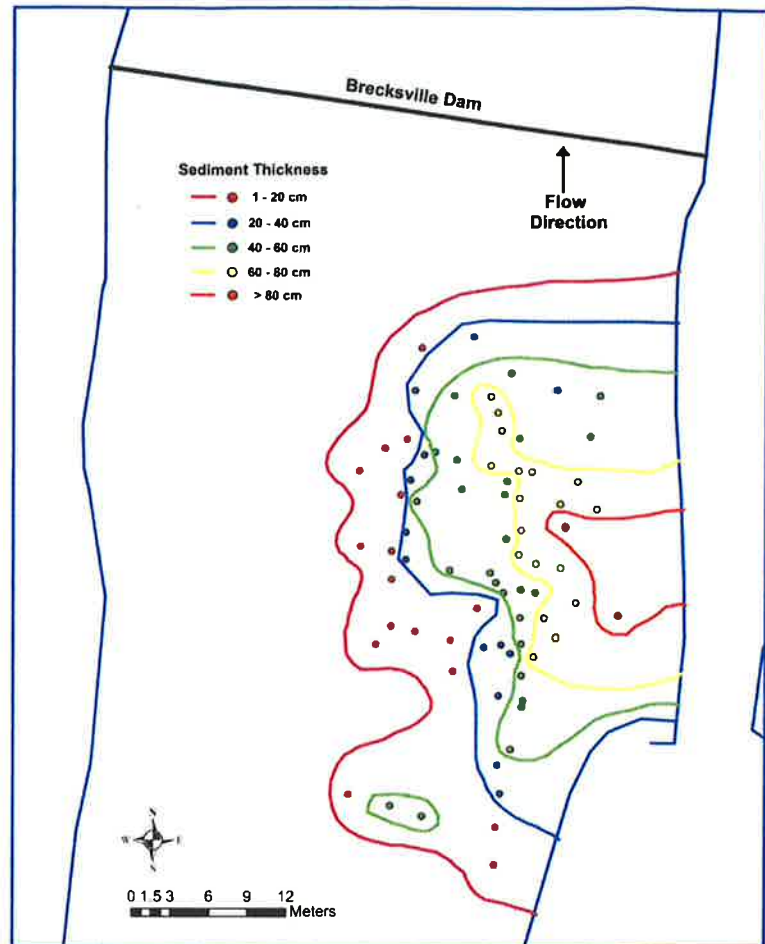 Brecksville Dam
Sediment Thickness
1 - 20 cm
20 - 40 cm
40 - 60 cm
60 - 80 cm
> 80 cm
Flow
Direction
N
W E
S
0 1.5 3 6 9 12
Meters